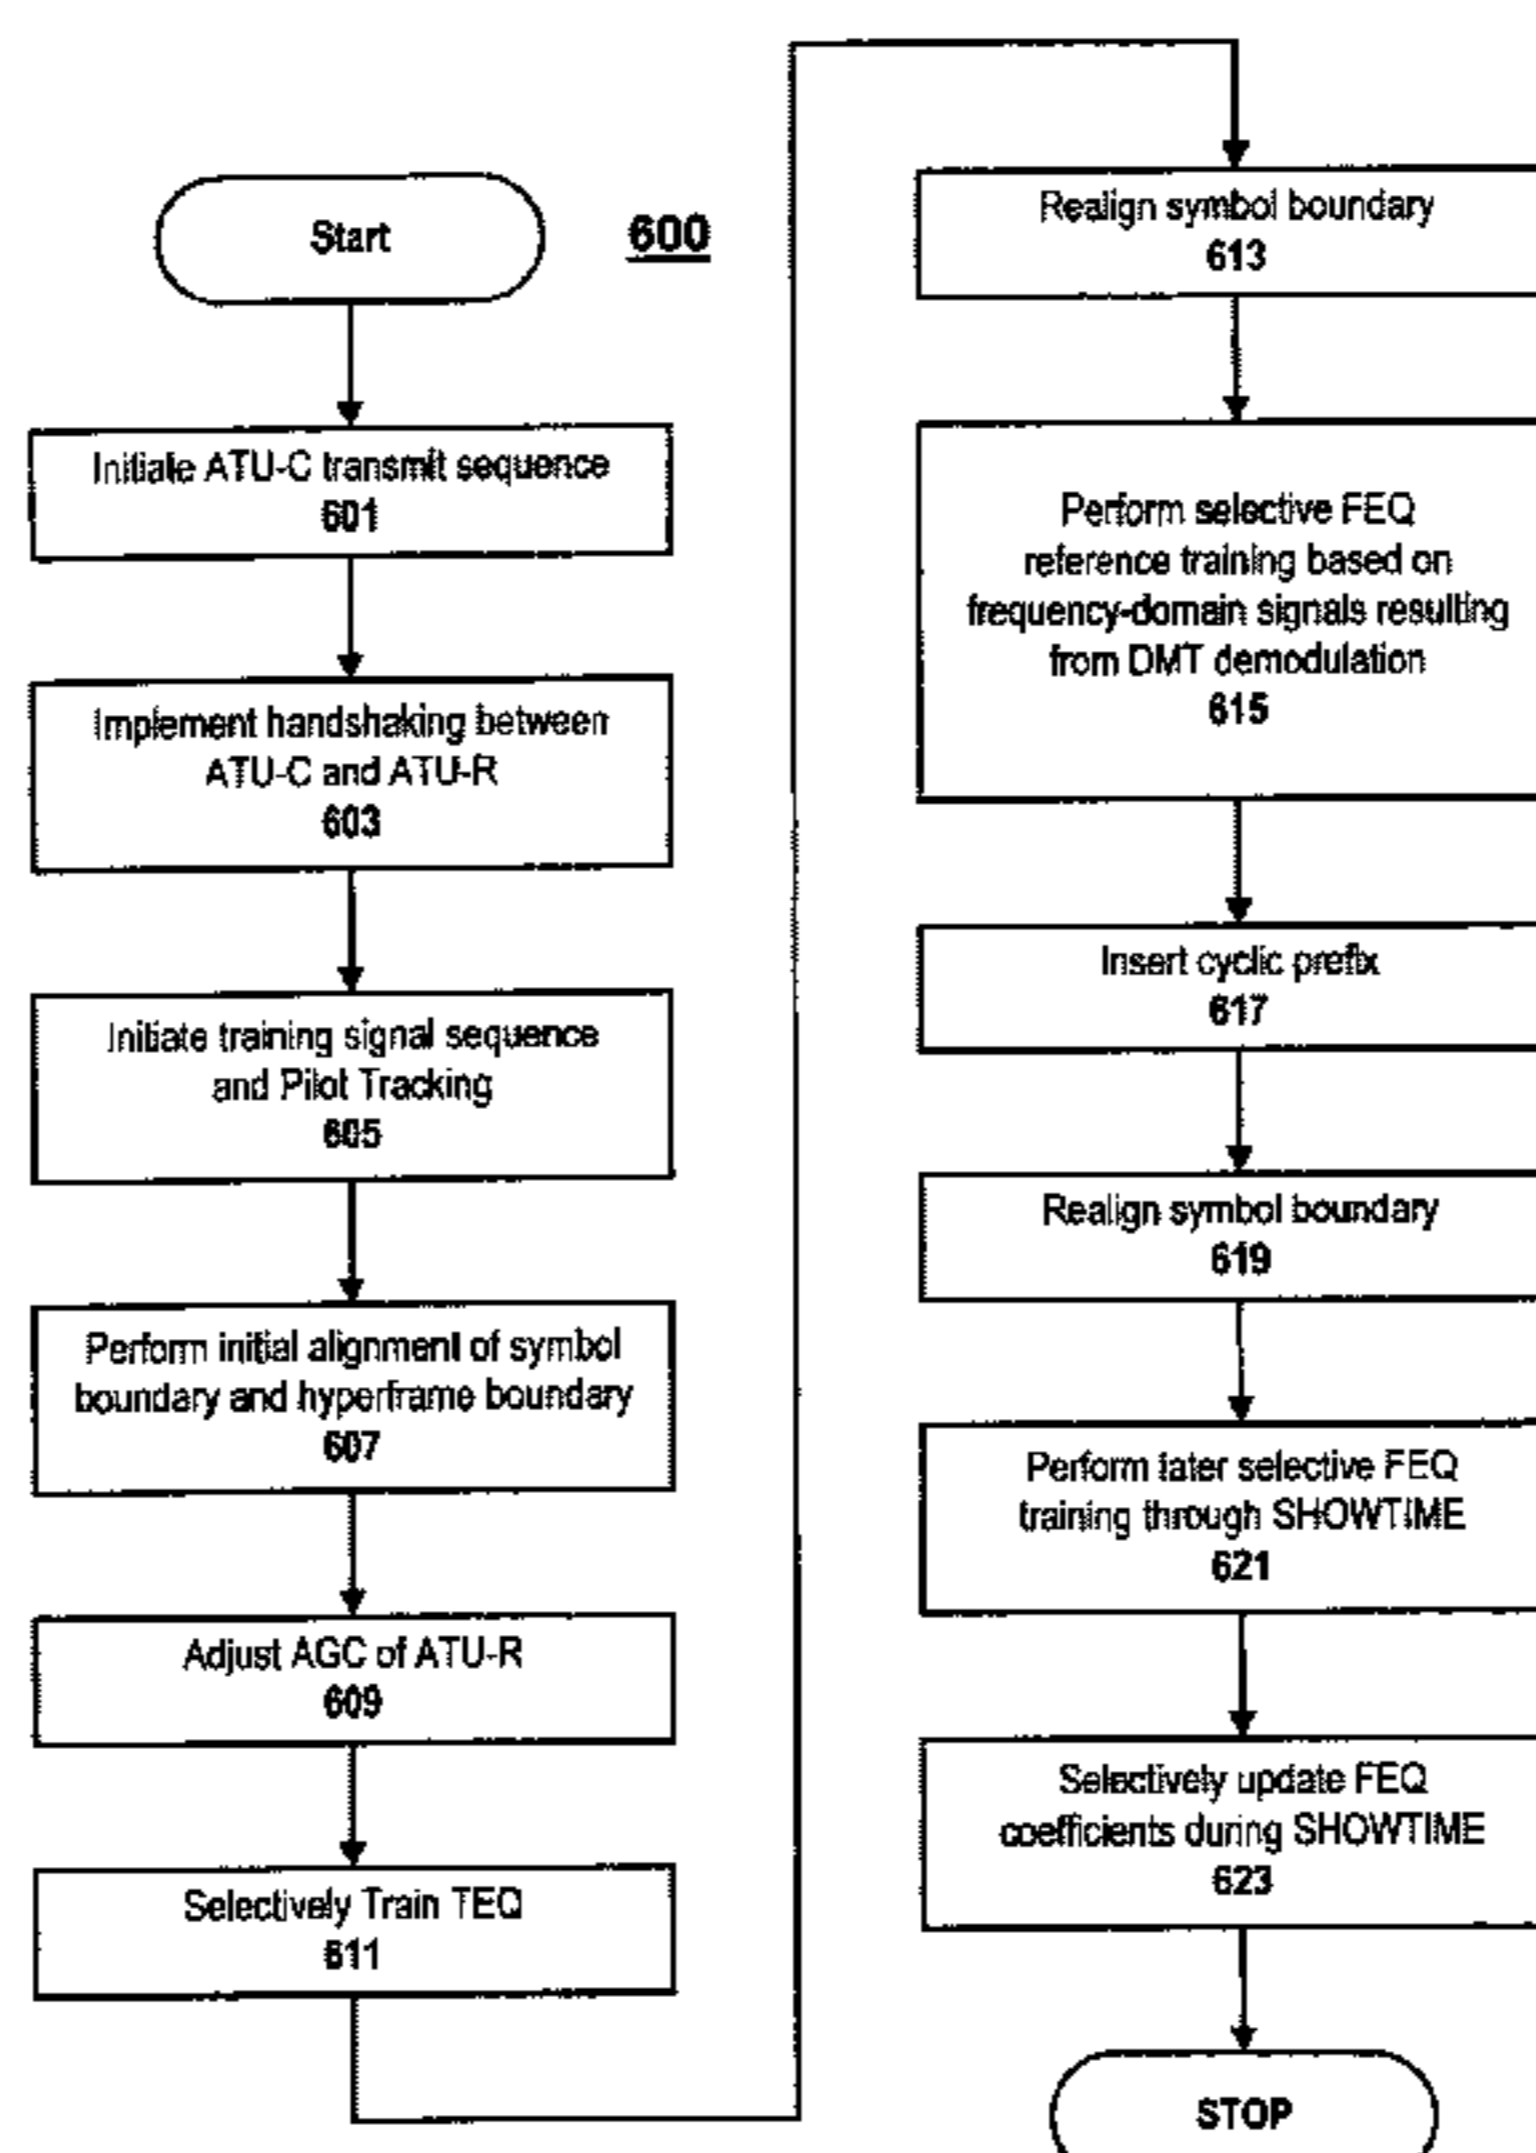 Start
600
Initiate ATU-C transmit sequence
601
Implement handshaking between
ATU-C and ATU-R
603
Initiate training signal sequence
and Pilot Tracking
605
Perform initial alignment of symbol
boundary and hyperframe boundary
607
Adjust AGC of ATU-R
609
Selectively Train TEQ
611
Realign symbol boundary
613
Perform selective FEQ
reference training based on
frequency-domain signals resulting
from DMT demodulation
615
Insert cyclic prefix
617
Realign symbol boundary
619
Perform later selective FEQ
training through SHOWTIME
621
Selectively update FEQ
coefficients during SHOWTIME
623
STOP